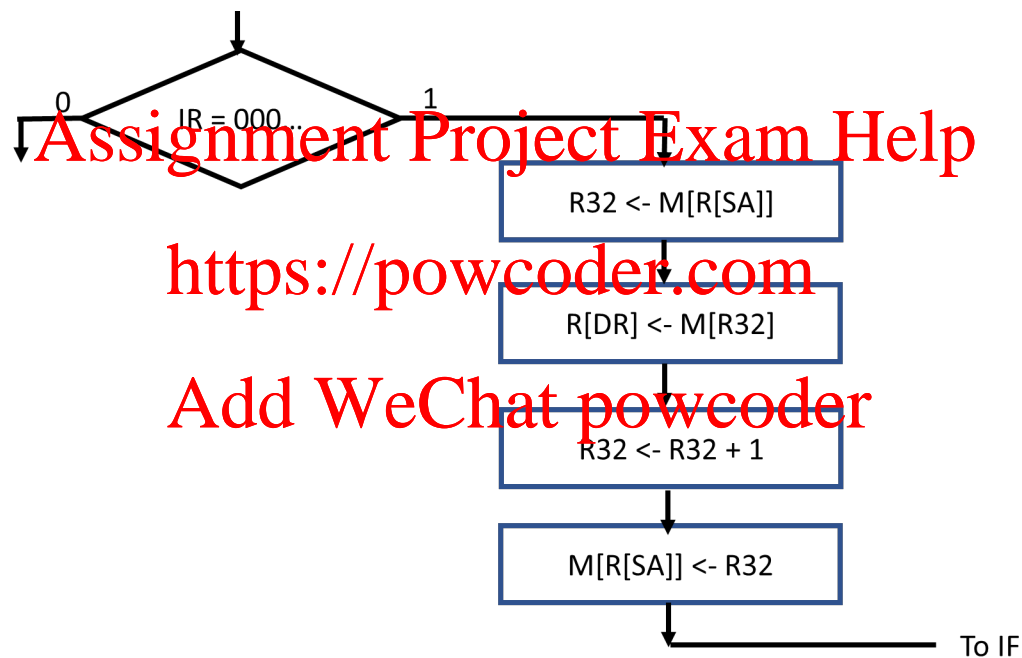 0
1
IR = 000 ..
Assignment Project Exam Help
R32 <- M[R[SA]]
https://powcoder.com
R[DR] <- M[R32]
Add WeChat powcoder
R32 <- R32 + 1
M[R[SA]] <- R32
To IF